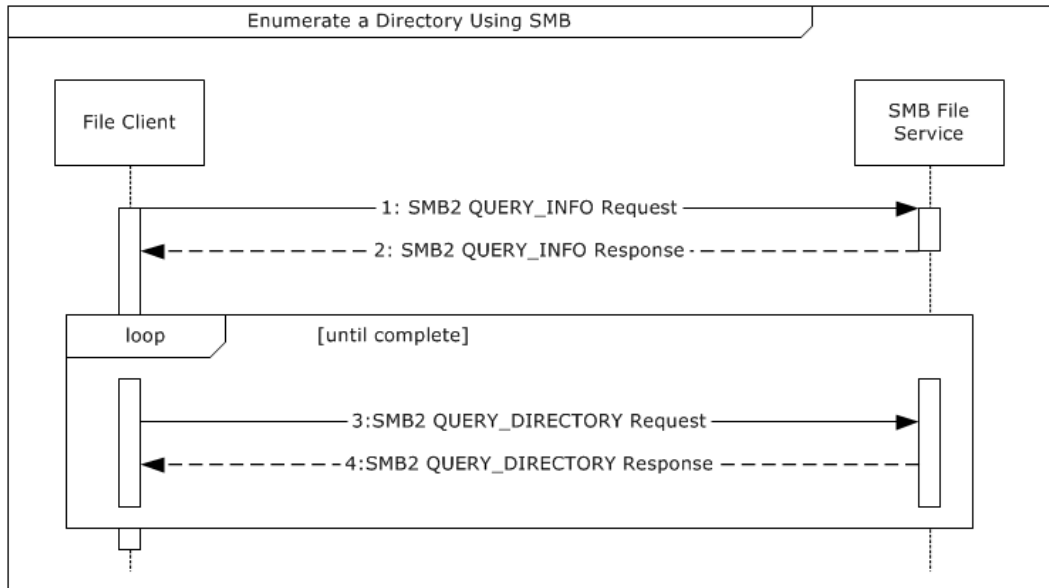 Enumerate a Directory Using SMB
File Client
SMB File
Service
1: SMB2 QUERY_INFO Request
2: SMB2 QUERY_INFO Response
loop
[until complete]
3:SMB2 QUERY_DIRECTORY Request
4:SMB2 QUERY_DIRECTORY Response